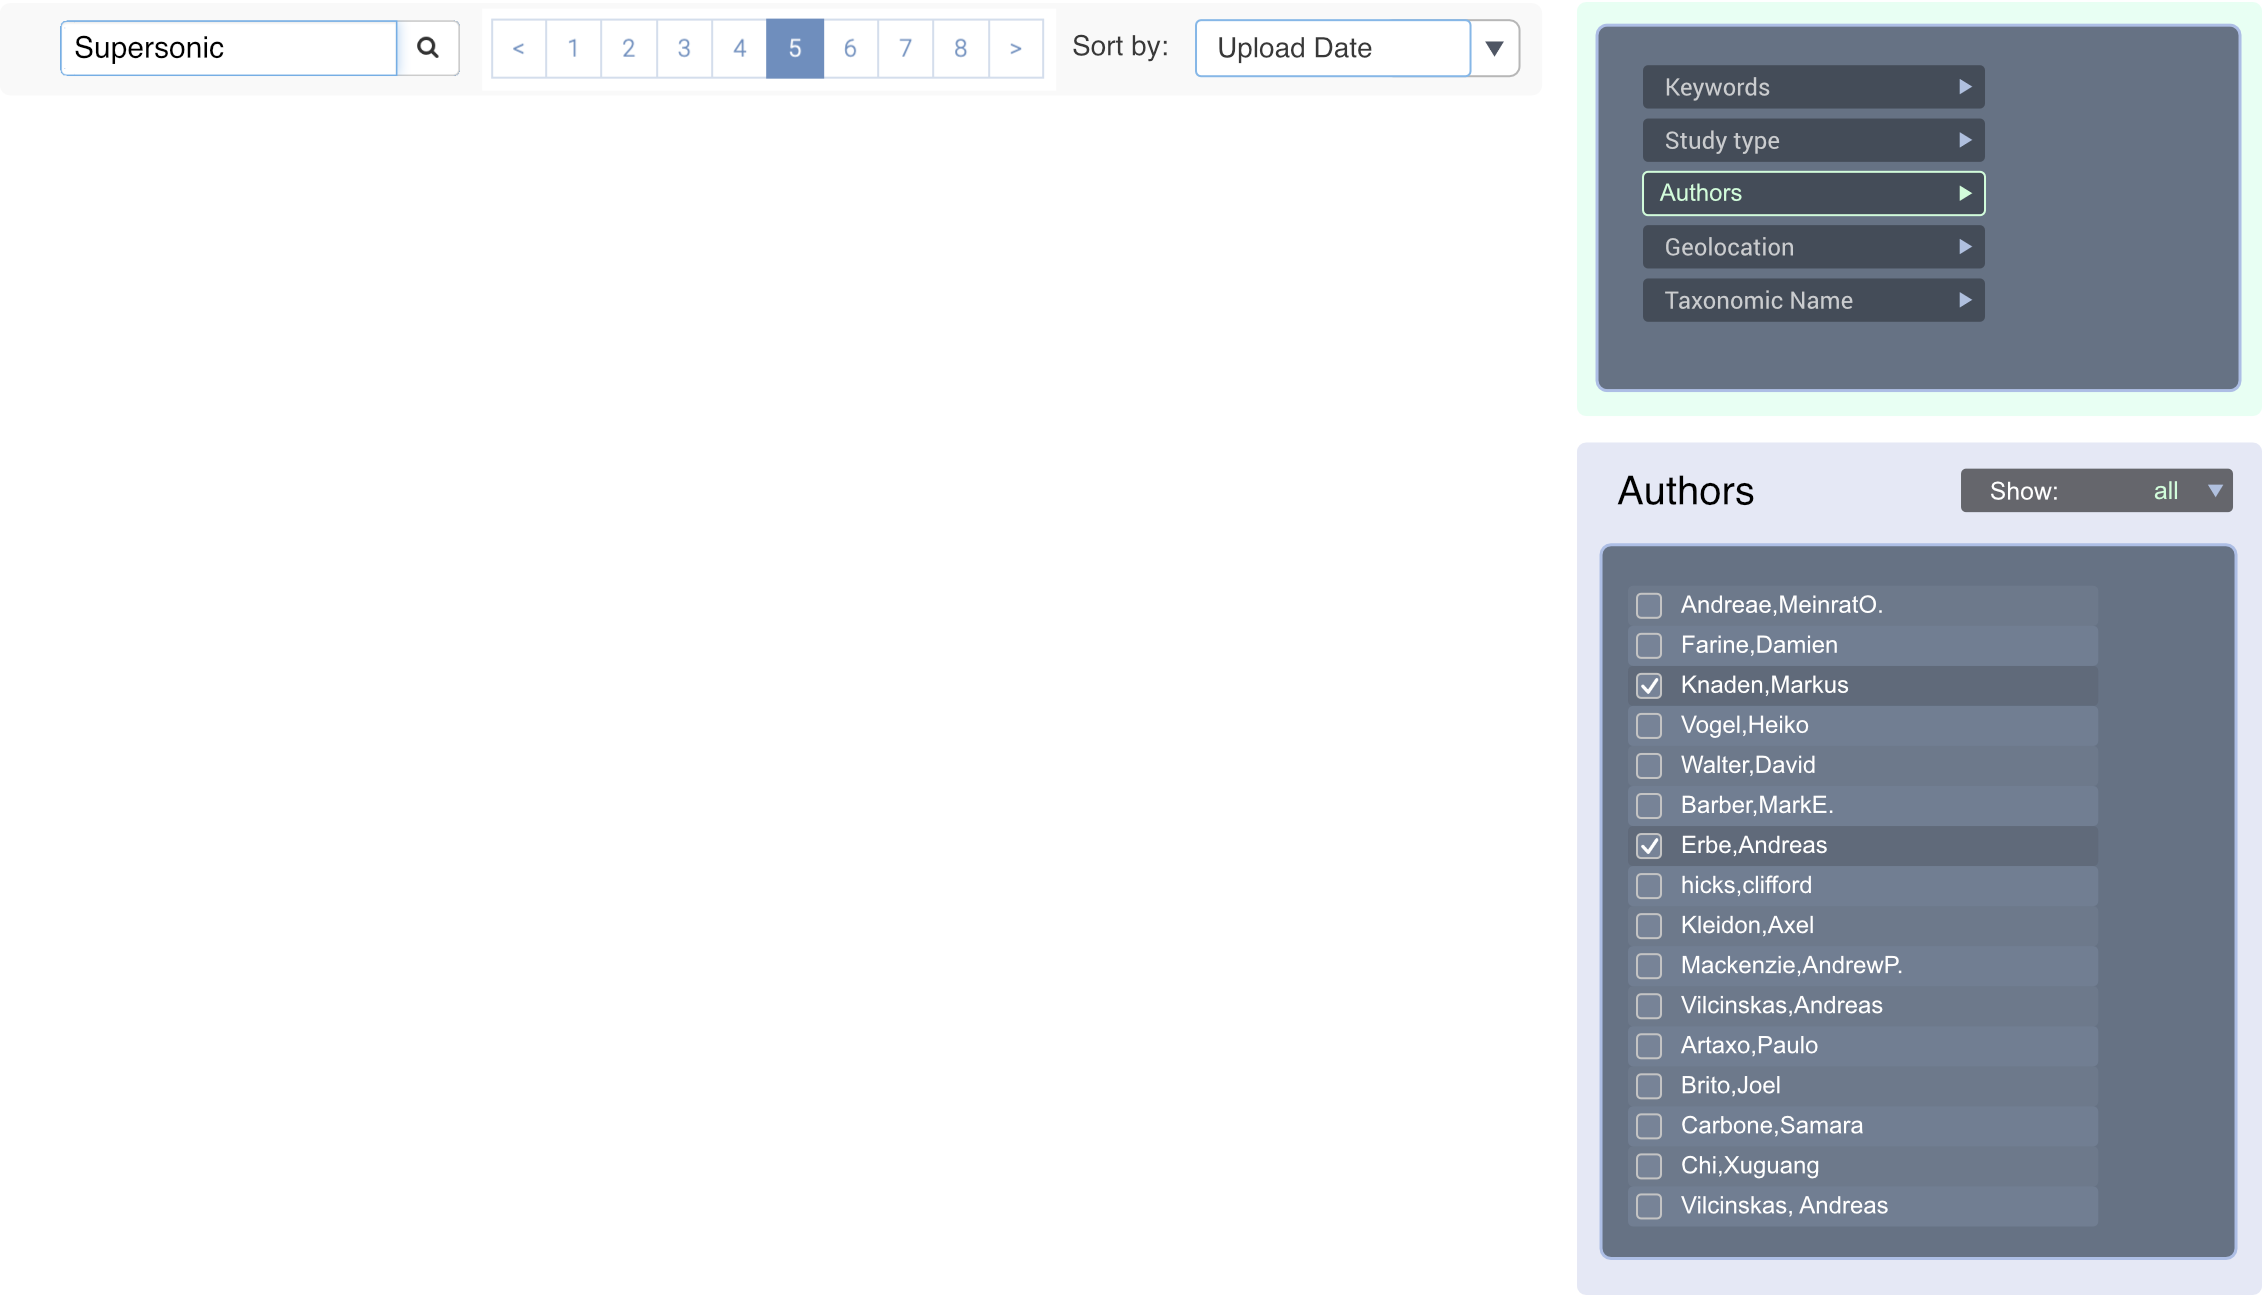 Supersonic
< 1 2 3 4 5 6 7 8 >
Sort by: Upload Date
Keywords
Study type
Authors
Geolocation
Taxonomic Name
Authors
Show: all
Andreae,MeinratO.
Farine,Damien
Knaden,Markus
Vogel,Heiko
Walter,David
Barber,MarkE.
Erbe,Andreas
hicks,clifford
Kleidon,Axel
Mackenzie,AndrewP.
Vilcinskas,Andreas
Artaxo,Paulo
Brito,Joel
Carbone,Samara
Chi,Xuguang
Vilcinskas, Andreas